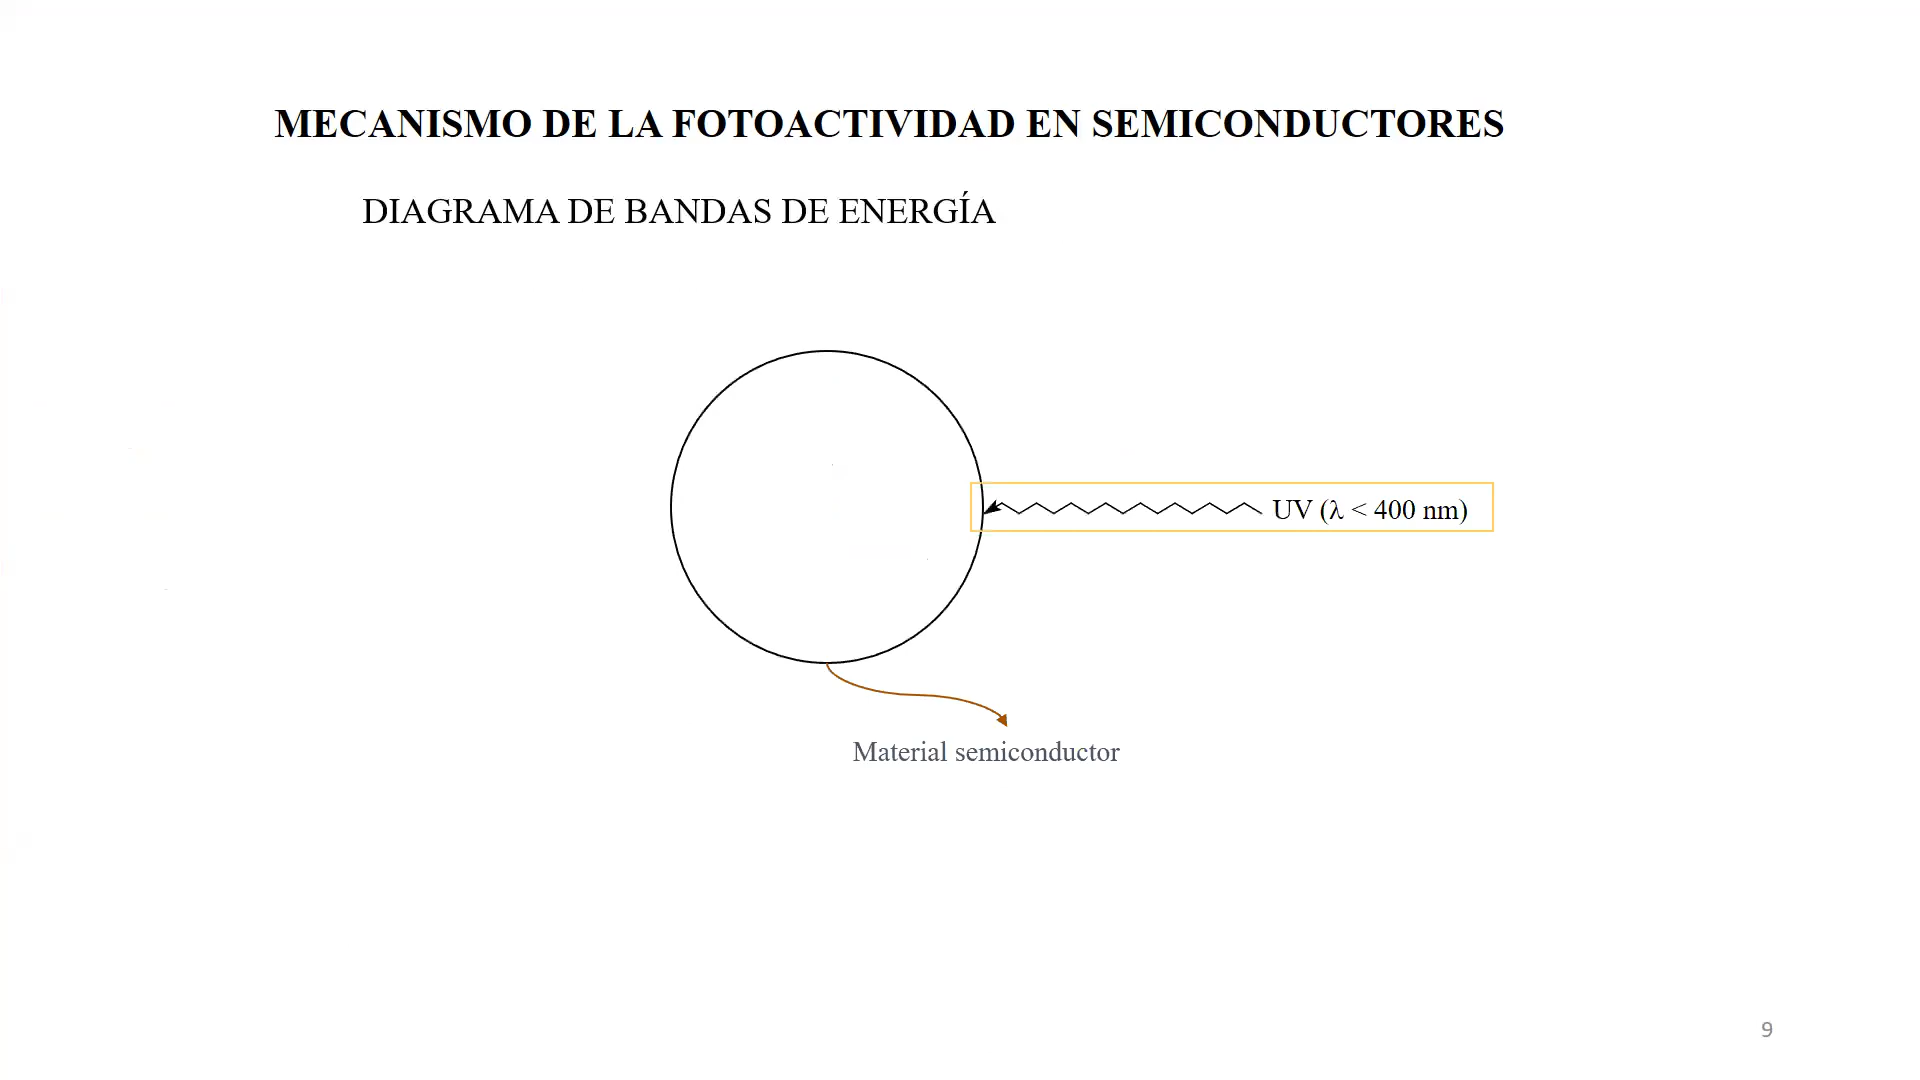 MECANISMO DE LA FOTOACTIVIDAD EN SEMICONDUCTORES
DIAGRAMA DE BANDAS DE ENERGÍA
UV (λ < 400 nm)
Material semiconductor
9